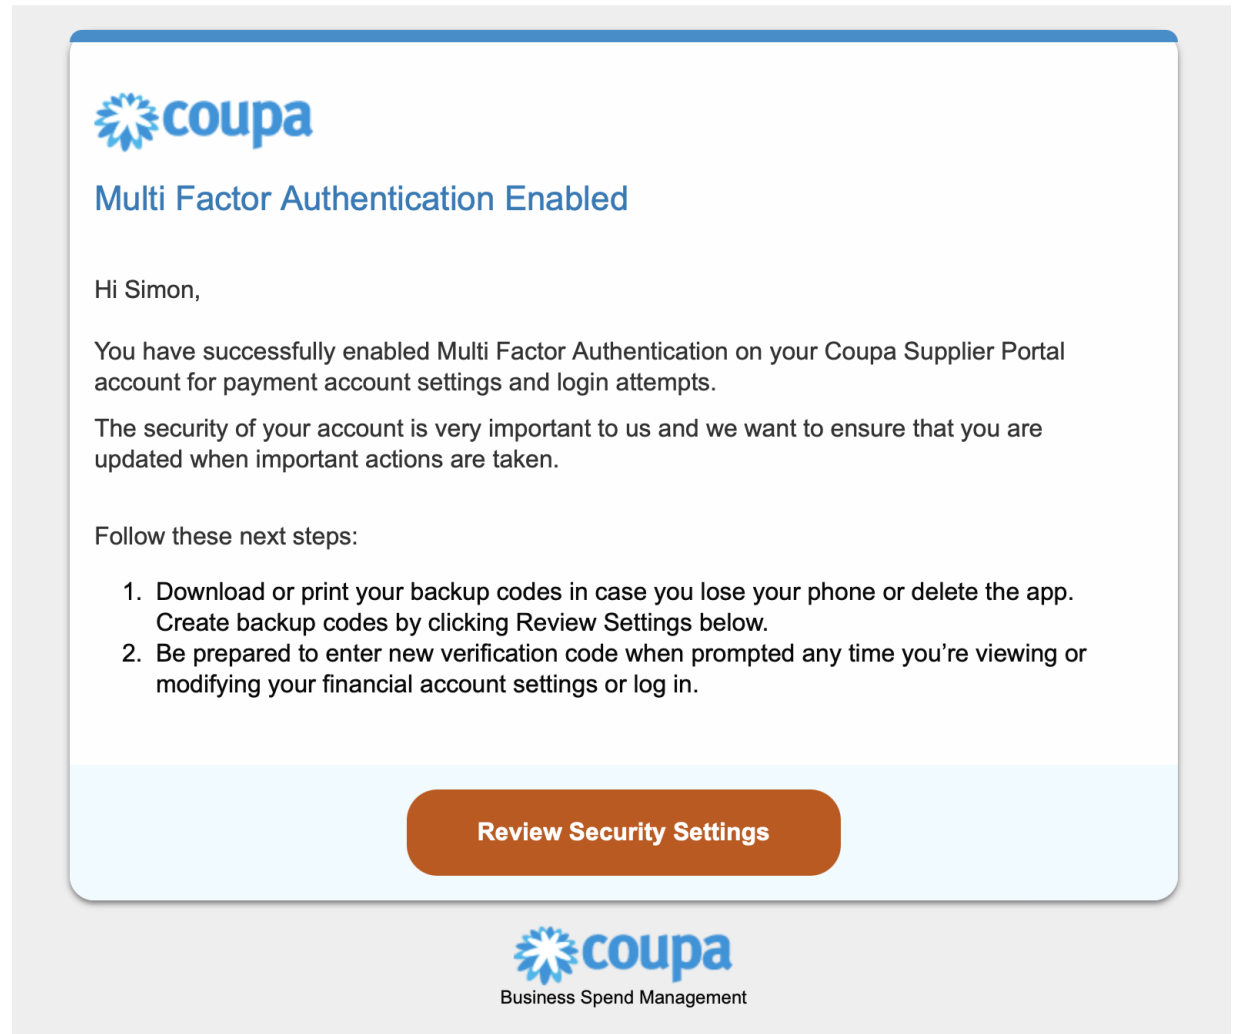 coupa
Multi Factor Authentication Enabled
Hi Simon,
You have successfully enabled Multi Factor Authentication on your Coupa Supplier Portal
account for payment account settings and login attempts.
The security of your account is very important to us and we want to ensure that you are
updated when important actions are taken.
Follow these next steps:
1. Download or print your backup codes in case you lose your phone or delete the app.
Create backup codes by clicking Review Settings below.
2. Be prepared to enter new verification code when prompted any time you’re viewing or
modifying your financial account settings or log in.
Review Security Settings
coupa
Business Spend Management